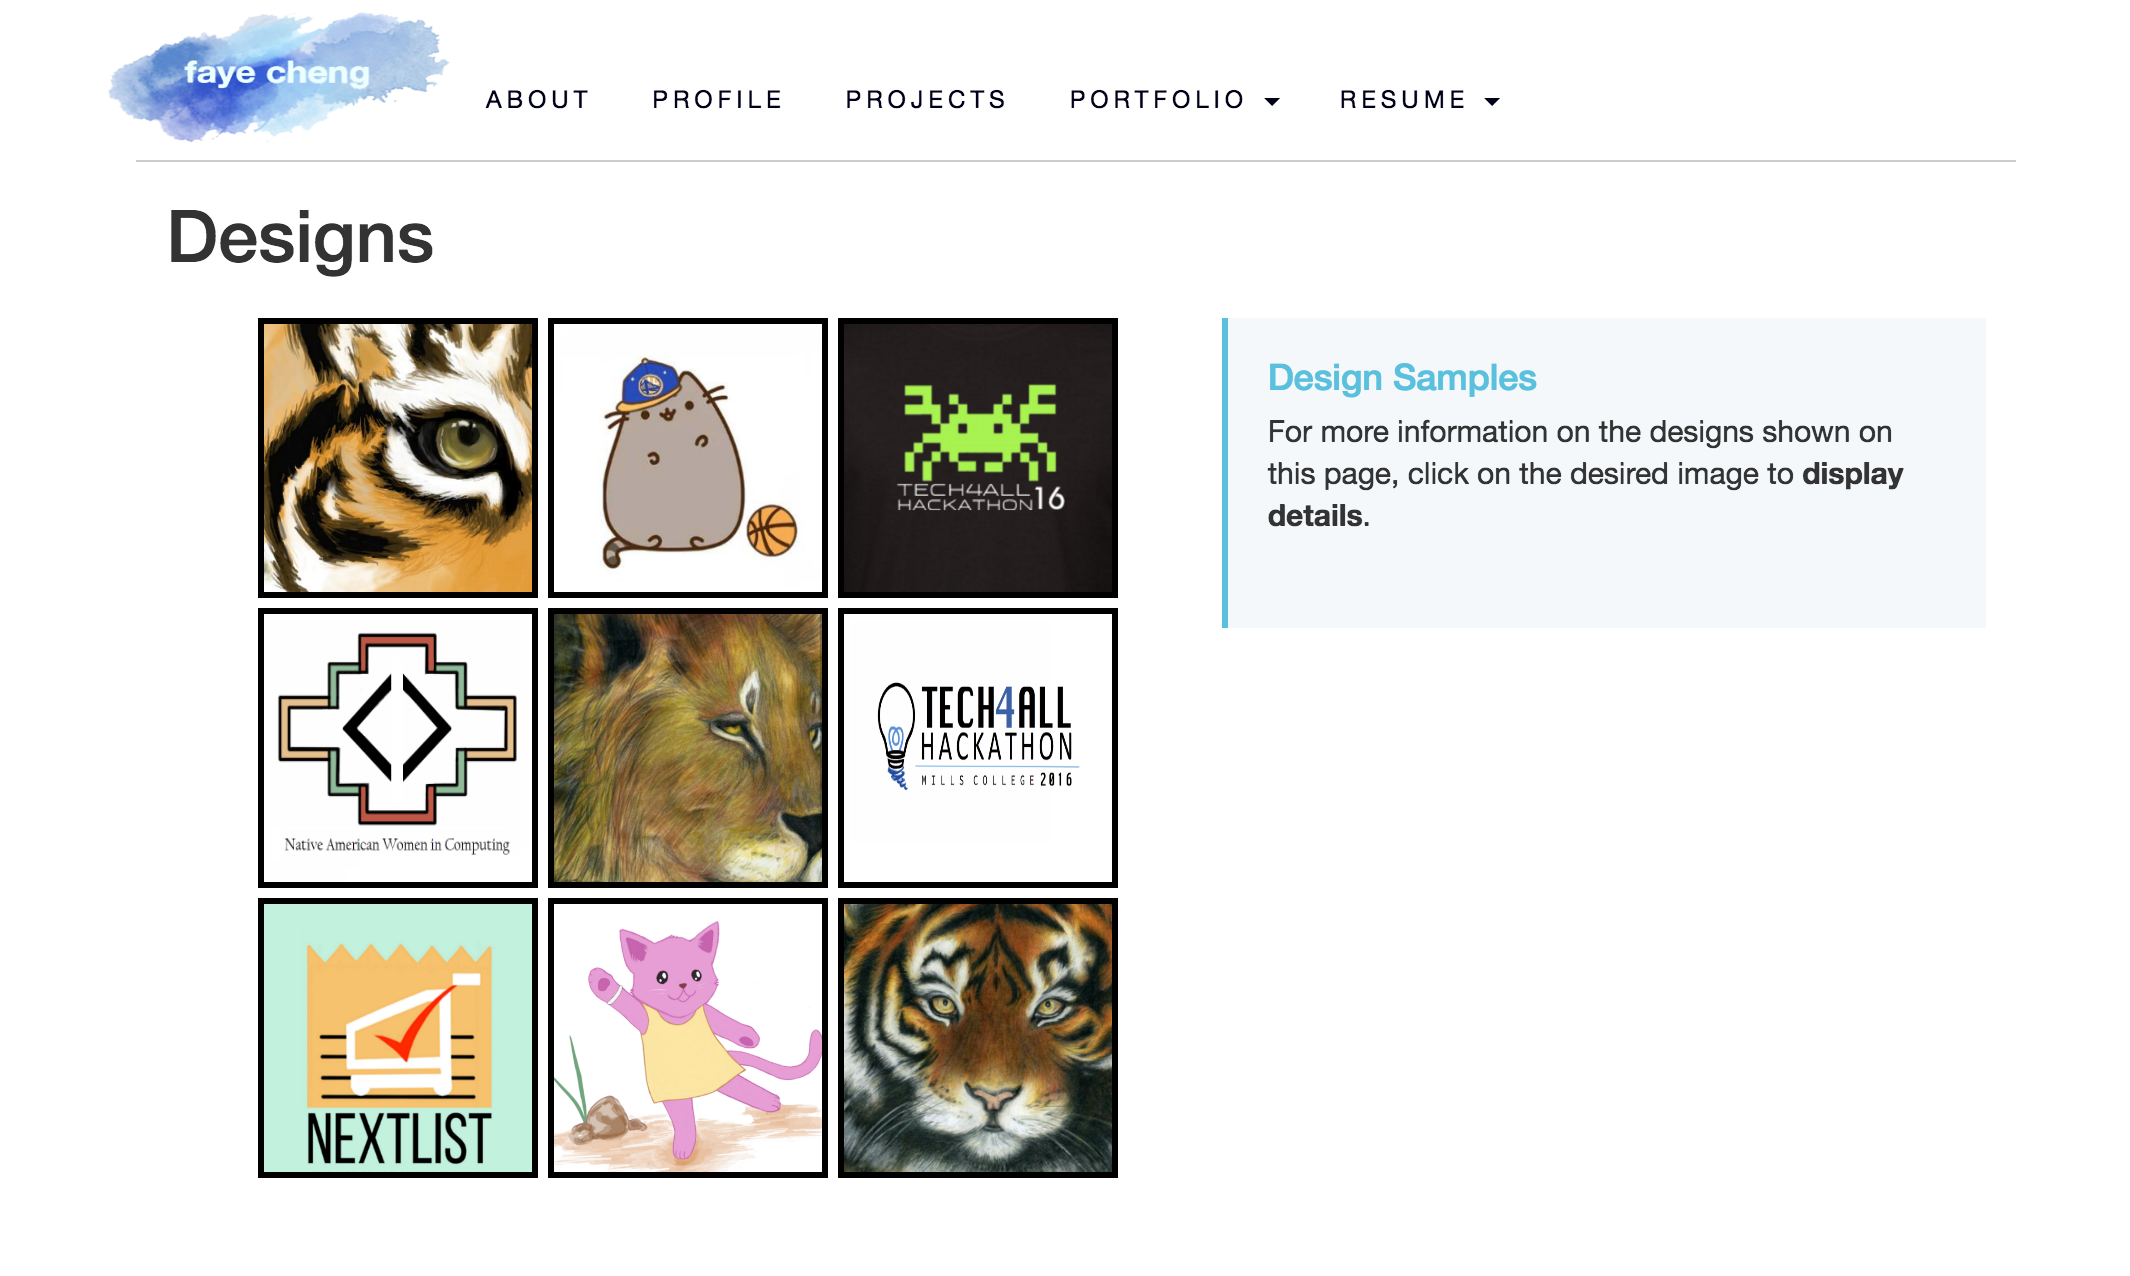 faye cheng
ABOUT PROFILE PROJECTS PORTFOLIO RESUME
Designs
TECH4ALL
HACKATHON16
Native American Women in Computing
TECH4ALL
HACKATHON
MILLS COLLEGE 2016
NEXTLIST
Design Samples
For more information on the designs shown on
this page, click on the desired image to display
details.